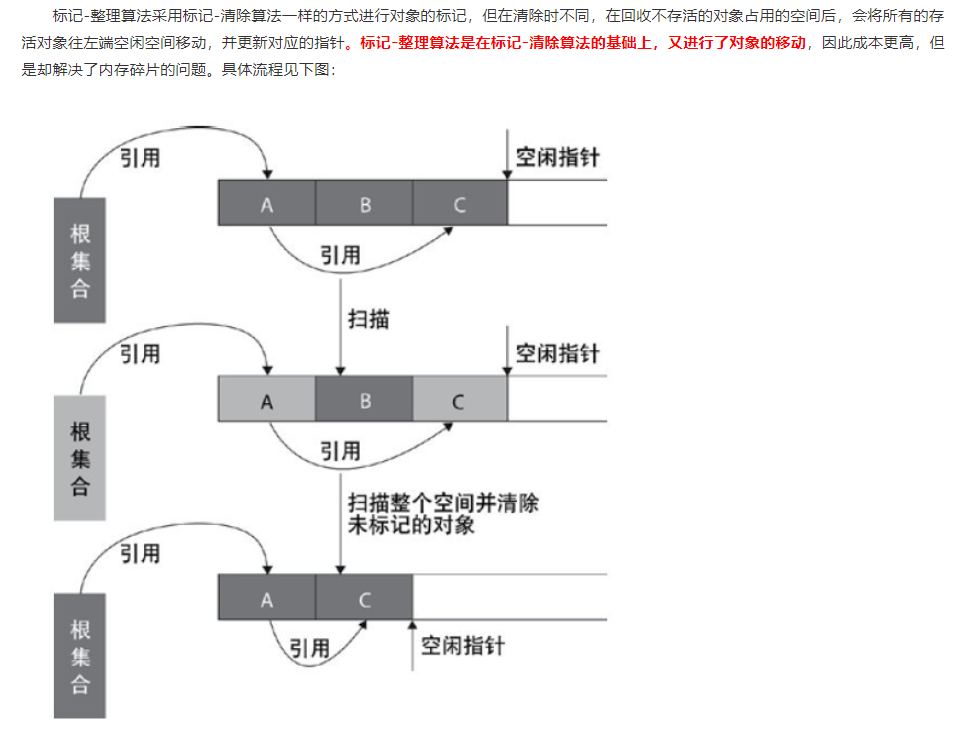 标记-整理算法采用标记-清除算法一样的方式进行对象的标记，但在清除时不同，在回收不存活的对象占用的空间后，会将所有的存
活对象往左端空闲空间移动，并更新对应的指针。标记-整理算法是在标记-清除算法的基础上，又进行了对象的移动，因此成本更高，但
是却解决了内存碎片的问题。具体流程见下图：
引用
空闲指针
A B C
根集合
引用
扫描
引用
空闲指针
A B C
根集合
引用
扫描整个空间并清除
未标记的对象
引用
A C
根集合
引用
空闲指针